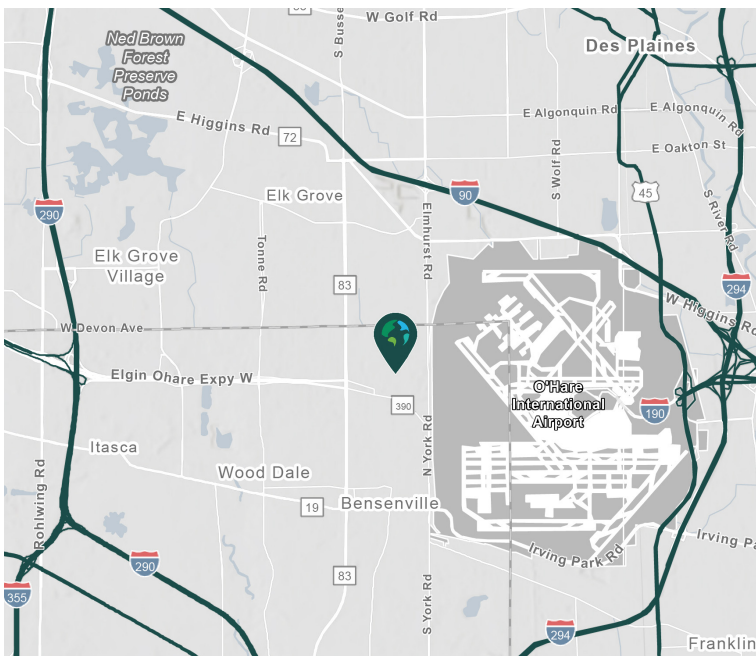 W Golf Rd
S Busse
Ned Brown
Forest
Preserve
Ponds
Des Plaines
E Higgins Rd
72
E Algonquin Rd
E Algonquin Rd
E Oakton St
S Wolf Rd
90
45
Elk Grove
290
Elmhurst Rd
S River Rd
Tonne Rd
Elk Grove
Village
83
294
W Higgins Rd
W Devon Ave
Elgin Ohare Expy W
390
O'Hare
International
Airport
190
N York Rd
Itasca
Wood Dale
Rohlwing Rd
19
Bensenville
Irving Park Rd
Irving Pa
290
83
355
S York Rd
294
Franklin